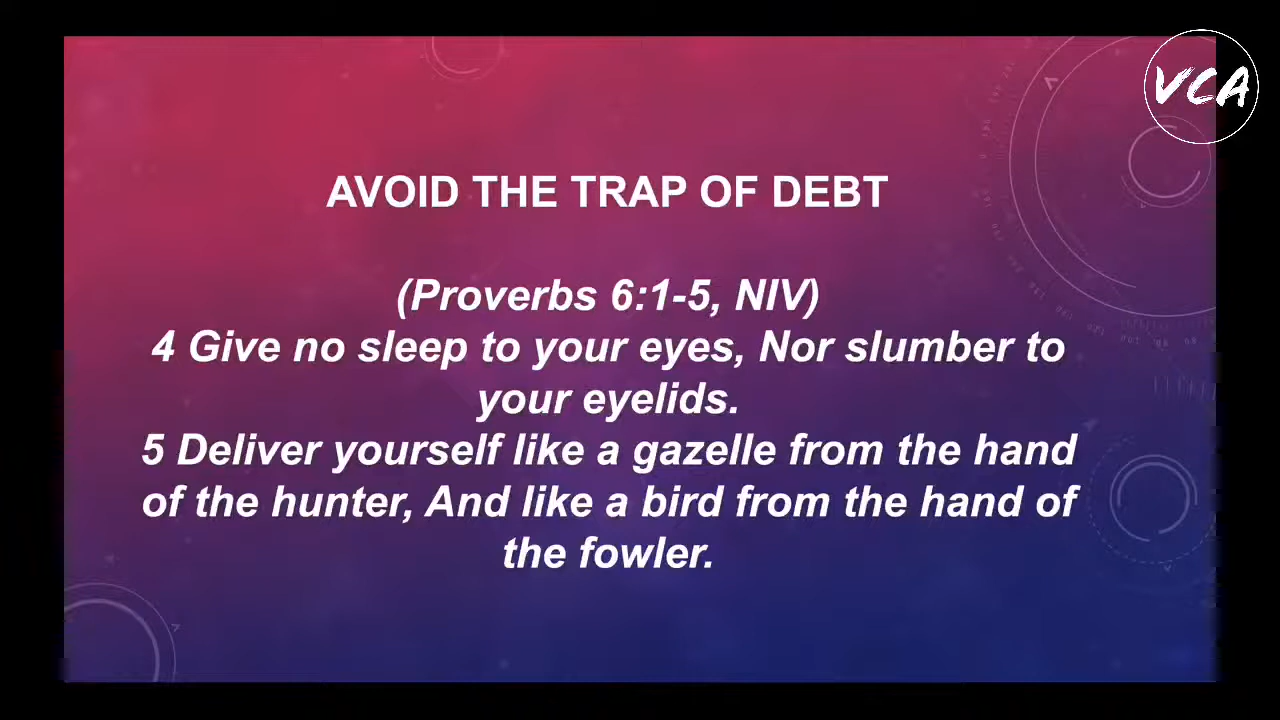 VCA
AVOID THE TRAP OF DEBT
(Proverbs 6:1-5, NIV)
4 Give no sleep to your eyes, Nor slumber to
your eyelids.
5 Deliver yourself like a gazelle from the hand
of the hunter, And like a bird from the hand of
the fowler.